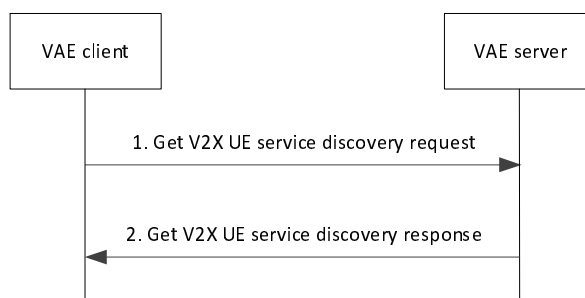 VAE client
VAE server
1. Get V2X UE service discovery request
2. Get V2X UE service discovery response